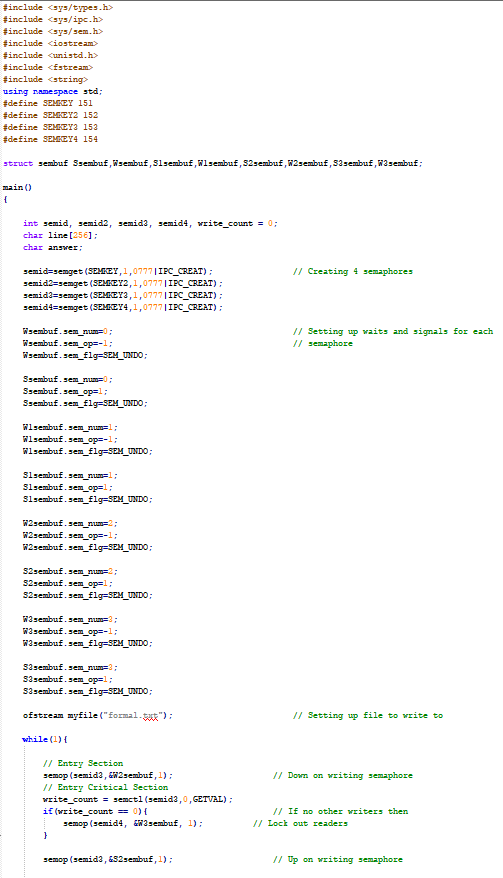 #include <sys/types.h>
#include <sys/ipc.h>
#include <sys/sem.h>
#include <iostream>
#include <unistd.h>
#include <fstream>
#include <string>
using namespace std;
#define SEMKEY 151
#define SEMKEY2 152
#define SEMKEY3 153
#define SEMKEY4 154
struct sembuf Ssembuf,Wsembuf,S1sembuf,W1sembuf,S2sembuf,W2sembuf,S3sembuf,W3sembuf;
main()
{
int semid, semid2, semid3, semid4, write_count = 0;
char line[256];
char answer;
semid=semget(SEMKEY,1,0777|IPC_CREAT); // Creating 4 semaphores
semid2=semget(SEMKEY2,1,0777|IPC_CREAT);
semid3=semget(SEMKEY3,1,0777|IPC_CREAT);
semid4=semget(SEMKEY4,1,0777|IPC_CREAT);
Wsembuf.sem_num=0; // Setting up waits and signals for each
Wsembuf.sem_op=-1; // semaphore
Wsembuf.sem_flg=SEM_UNDO;
Ssembuf.sem_num=0;
Ssembuf.sem_op=1;
Ssembuf.sem_flg=SEM_UNDO;
W1sembuf.sem_num=1;
W1sembuf.sem_op=-1;
W1sembuf.sem_flg=SEM_UNDO;
S1sembuf.sem_num=1;
S1sembuf.sem_op=1;
S1sembuf.sem_flg=SEM_UNDO;
W2sembuf.sem_num=2;
W2sembuf.sem_op=-1;
W2sembuf.sem_flg=SEM_UNDO;
S2sembuf.sem_num=2;
S2sembuf.sem_op=1;
S2sembuf.sem_flg=SEM_UNDO;
W3sembuf.sem_num=3;
W3sembuf.sem_op=-1;
W3sembuf.sem_flg=SEM_UNDO;
S3sembuf.sem_num=3;
S3sembuf.sem_op=1;
S3sembuf.sem_flg=SEM_UNDO;
ofstream myfile("formal.txt"); // Setting up file to write to
while(1){
// Entry Section
semop(semid3,&W2sembuf,1); // Down on writing semaphore
// Entry Critical Section
write_count = semctl(semid3,0,GETVAL);
if(write_count == 0){ // If no other writers then
semop(semid4, &W3sembuf, 1); // Lock out readers
}
semop(semid3,&S2sembuf,1); // Up on writing semaphore